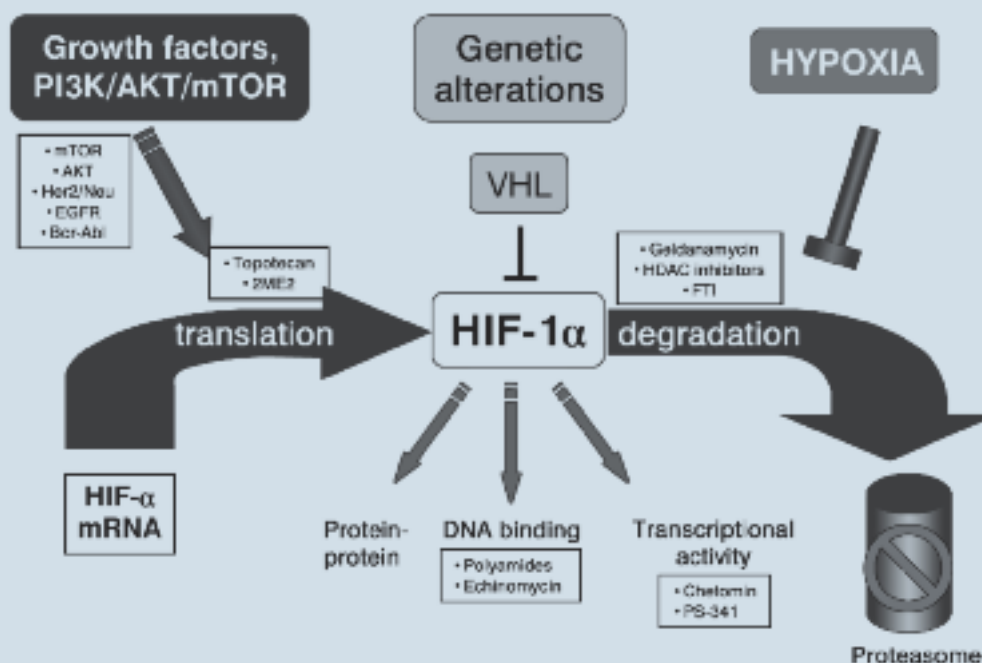 Growth factors,
PI3K/AKT/mTOR
Genetic
alterations
HYPOXIA
• mTOR
• AKT
• Her2/Neu
• EGFR
• Bcr-Abl
VHL
• Topotecan
• 2ME2
• Geldanamycin
• HDAC inhibitors
• FTI
translation
HIF-1α
degradation
HIF-α
mRNA
Protein-
protein
DNA binding
• Polyamides
• Echinomycin
Transcriptional
activity
• Chetomin
• PS-341
Proteasome